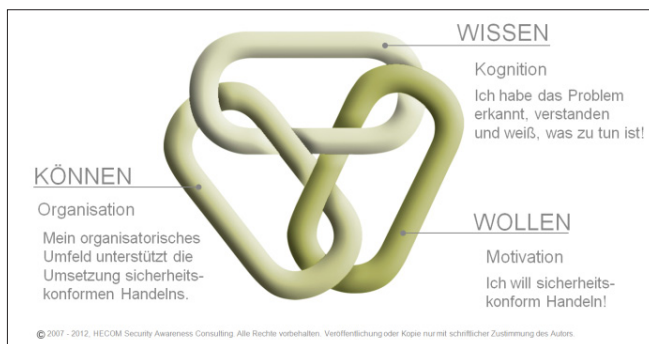 WISSEN
Kognition
Ich habe das Problem
erkannt, verstanden
und weiß, was zu tun ist!
KÖNNEN
Organisation
Mein organisatorisches
Umfeld unterstützt die
Umsetzung sicherheits-
konformen Handelns.
WOLLEN
Motivation
Ich will sicherheits-
konform Handeln!
© 2007 - 2012, HECOM Security Awareness Consulting. Alle Rechte vorbehalten. Veröffentlichung oder Kopie nur mit schriftlicher Zustimmung des Autors